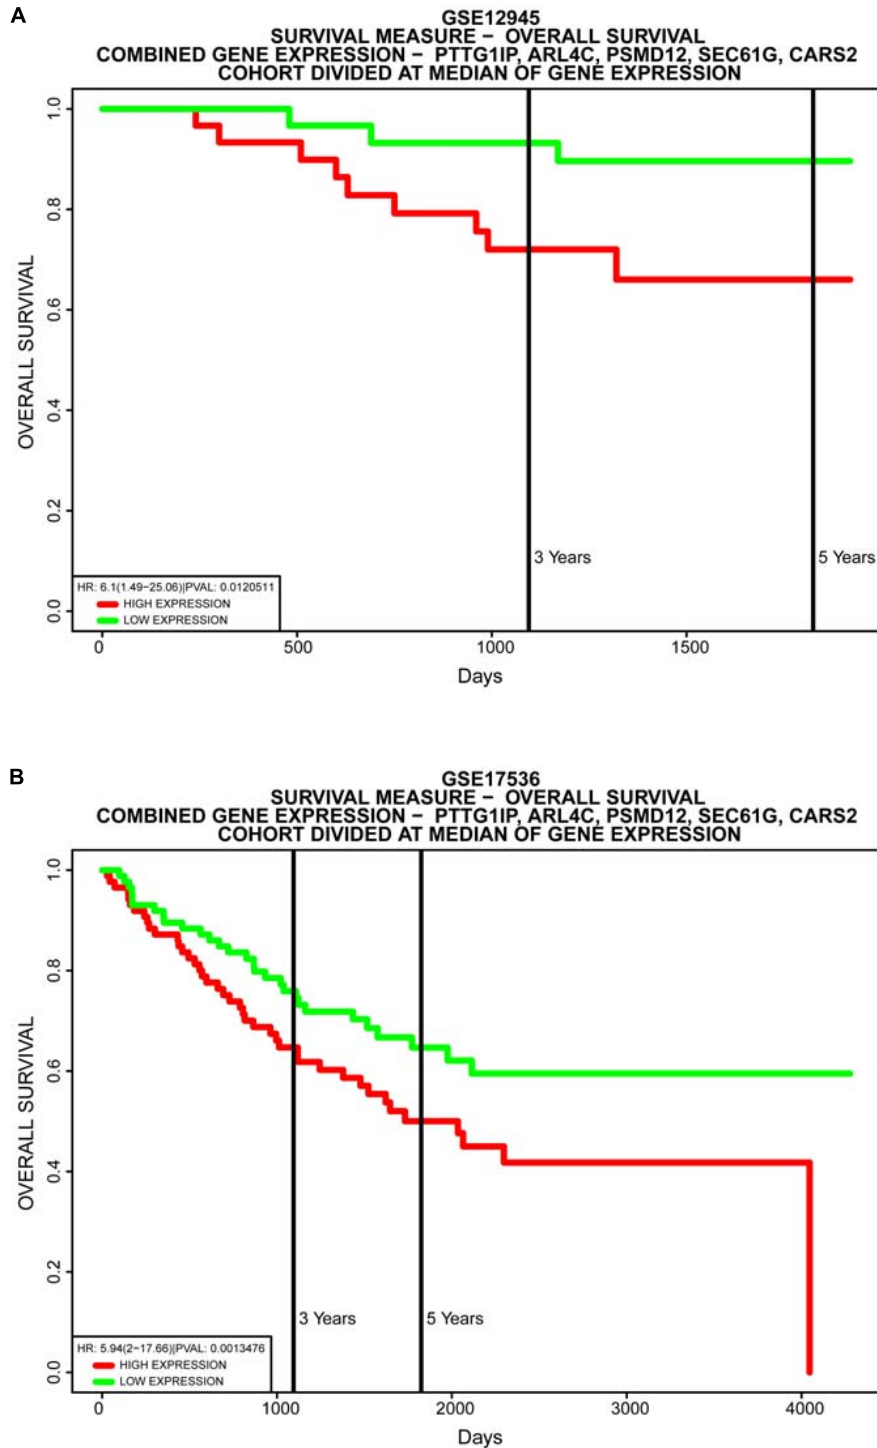 A
GSE12945
SURVIVAL MEASURE − OVERALL SURVIVAL
COMBINED GENE EXPRESSION − PTTG1IP, ARL4C, PSMD12, SEC61G, CARS2
COHORT DIVIDED AT MEDIAN OF GENE EXPRESSION
OVERALL SURVIVAL
1.0
0.8
0.6
0.4
0.2
0.0
3 Years
5 Years
HR: 6.1(1.49−25.06)|PVAL: 0.0120511
HIGH EXPRESSION
LOW EXPRESSION
0 500 1000 1500
Days
B
GSE17536
SURVIVAL MEASURE − OVERALL SURVIVAL
COMBINED GENE EXPRESSION − PTTG1IP, ARL4C, PSMD12, SEC61G, CARS2
COHORT DIVIDED AT MEDIAN OF GENE EXPRESSION
OVERALL SURVIVAL
1.0
0.8
0.6
0.4
0.2
0.0
3 Years
5 Years
HR: 5.94(2−17.66)|PVAL: 0.0013476
HIGH EXPRESSION
LOW EXPRESSION
0 1000 2000 3000 4000
Days